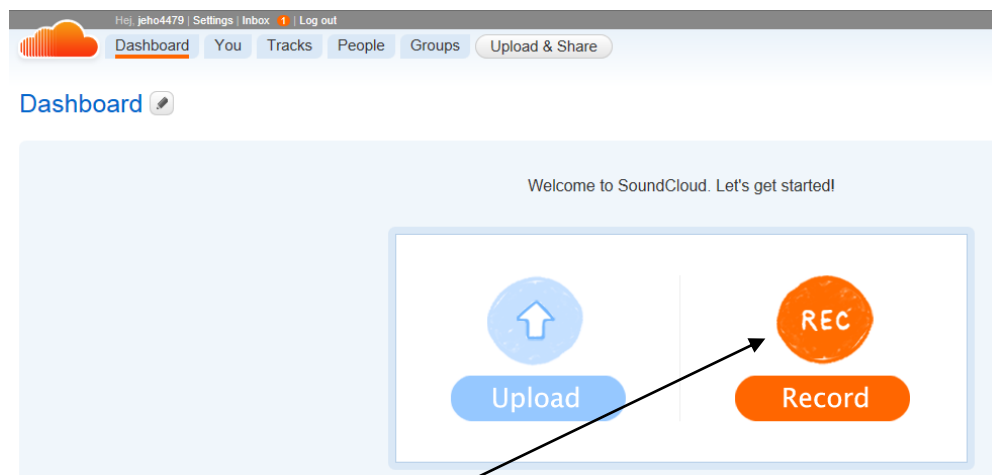 Hej, jeho4479 | Settings | Inbox 1 | Log out
Dashboard You Tracks People Groups Upload & Share
Dashboard
Welcome to SoundCloud. Let's get started!
REC
Upload Record